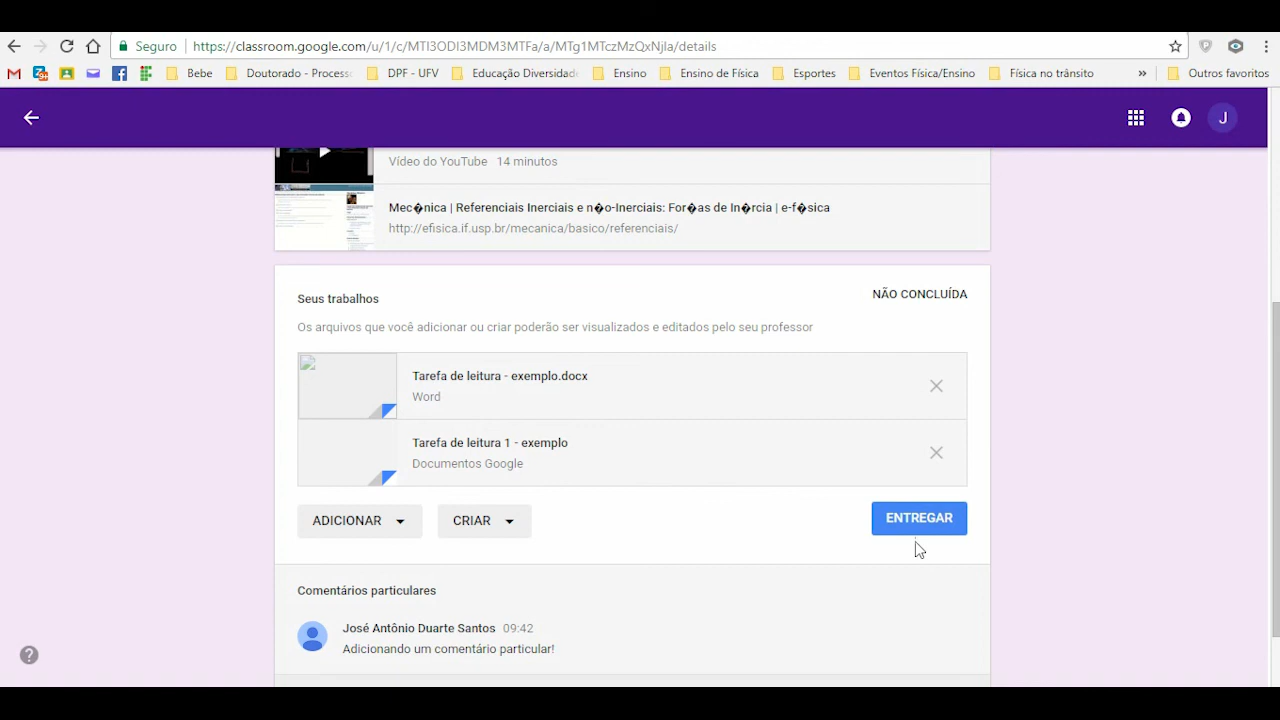 Seguro
https://classroom.google.com/u/1/c/MTI3ODI3MDM3MTFa/a/MTg1MTczMzQxNjIa/details
Bebe
Doutorado - Process
DPF - UFV
Educação Diversidad
Ensino
Ensino de Física
Esportes
Eventos Física/Ensino
Física no trânsito
»
Outros favoritos
J
Vídeo do YouTube 14 minutos
Mec�nica | Referenciais Inerciais e n�o-Inerciais: For�as de In�rcia | e-f�sica
http://efisica.if.usp.br/mecanica/basico/referenciais/
Seus trabalhos
NÃO CONCLUÍDA
Os arquivos que você adicionar ou criar poderão ser visualizados e editados pelo seu professor
Tarefa de leitura - exemplo.docx
Word
Tarefa de leitura 1 - exemplo
Documentos Google
ADICIONAR
CRIAR
ENTREGAR
Comentários particulares
José Antônio Duarte Santos 09:42
Adicionando um comentário particular!
?